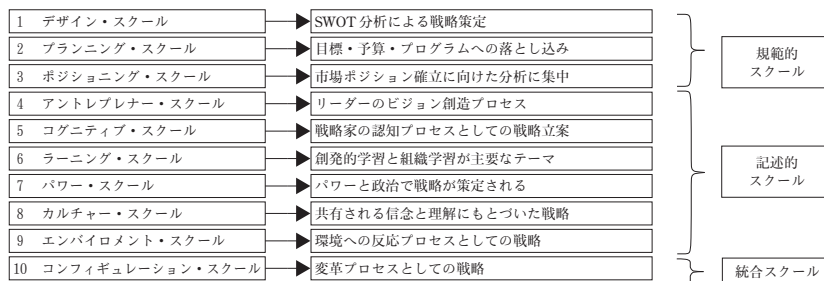 1 デザイン・スクール
SWOT分析による戦略策定
2 プランニング・スクール
目標・予算・プログラムへの落とし込み
3 ポジショニング・スクール
市場ポジション確立に向けた分析に集中
規範的
スクール
4 アントレプレナー・スクール
リーダーのビジョン創造プロセス
5 コグニティブ・スクール
戦略家の認知プロセスとしての戦略立案
6 ラーニング・スクール
創発的学習と組織学習が主要なテーマ
7 パワー・スクール
パワーと政治で戦略が策定される
8 カルチャー・スクール
共有される信念と理解にもとづいた戦略
9 エンバイロメント・スクール
環境への反応プロセスとしての戦略
記述的
スクール
10 コンフィギュレーション・スクール
変革プロセスとしての戦略
統合スクール